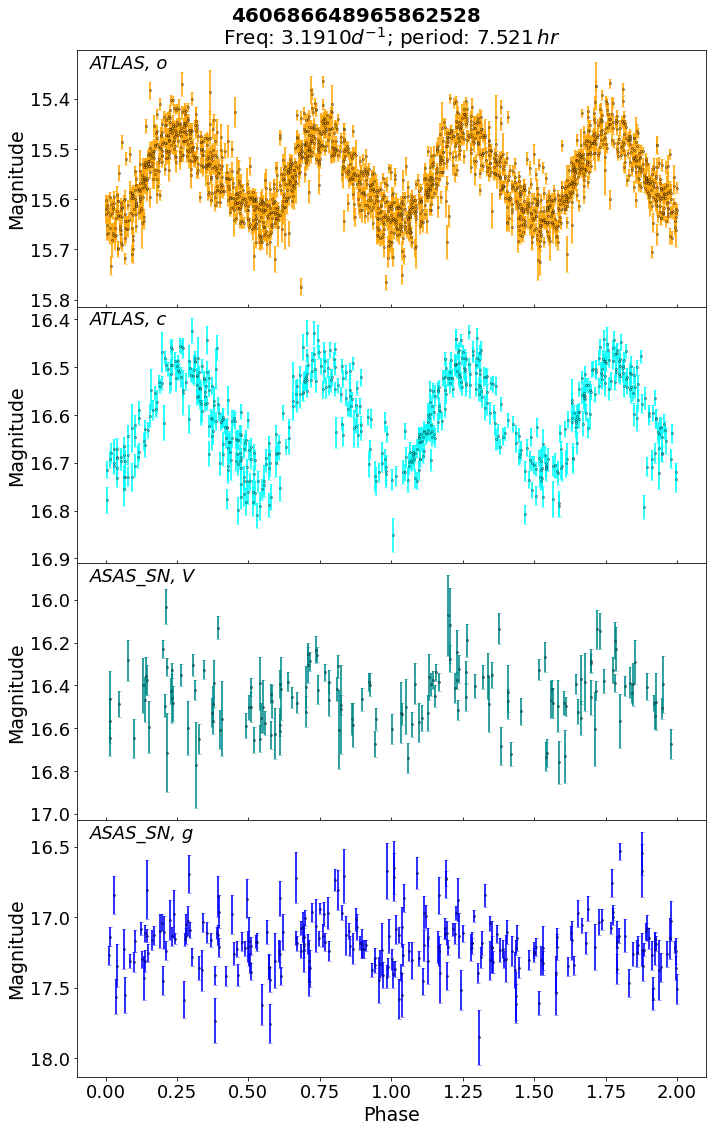 460686648965862528
Freq: 3.1910d⁻¹; period: 7.521 hr
ATLAS, o
15.4
15.5
15.6
15.7
15.8
Magnitude
ATLAS, c
16.4
16.5
16.6
16.7
16.8
16.9
Magnitude
ASAS_SN, V
16.0
16.2
16.4
16.6
16.8
17.0
Magnitude
ASAS_SN, g
16.5
17.0
17.5
18.0
Magnitude
0.00 0.25 0.50 0.75 1.00 1.25 1.50 1.75 2.00
Phase